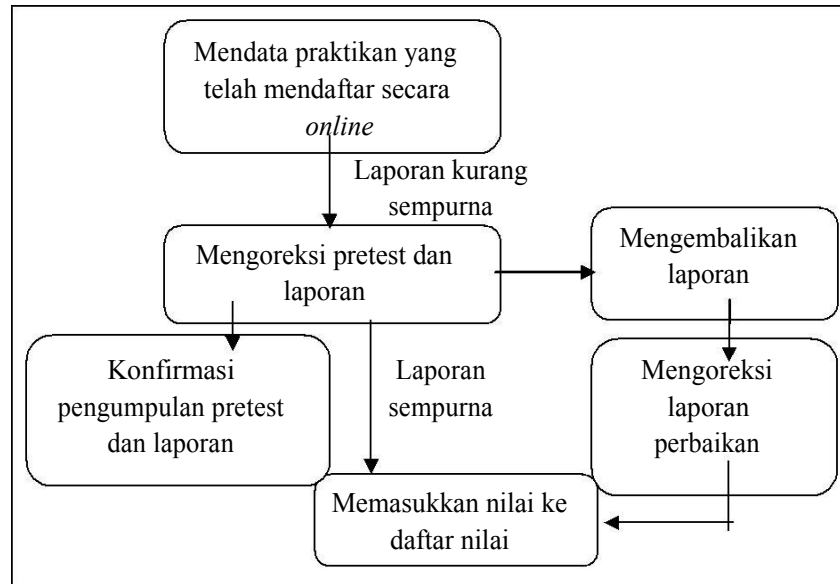 Mendata praktikan yang
telah mendaftar secara
online
Laporan kurang
sempurna
Mengoreksi pretest dan
laporan
Mengembalikan
laporan
Konfirmasi
pengumpulan pretest
dan laporan
Laporan
sempurna
Mengoreksi
laporan
perbaikan
Memasukkan nilai ke
daftar nilai